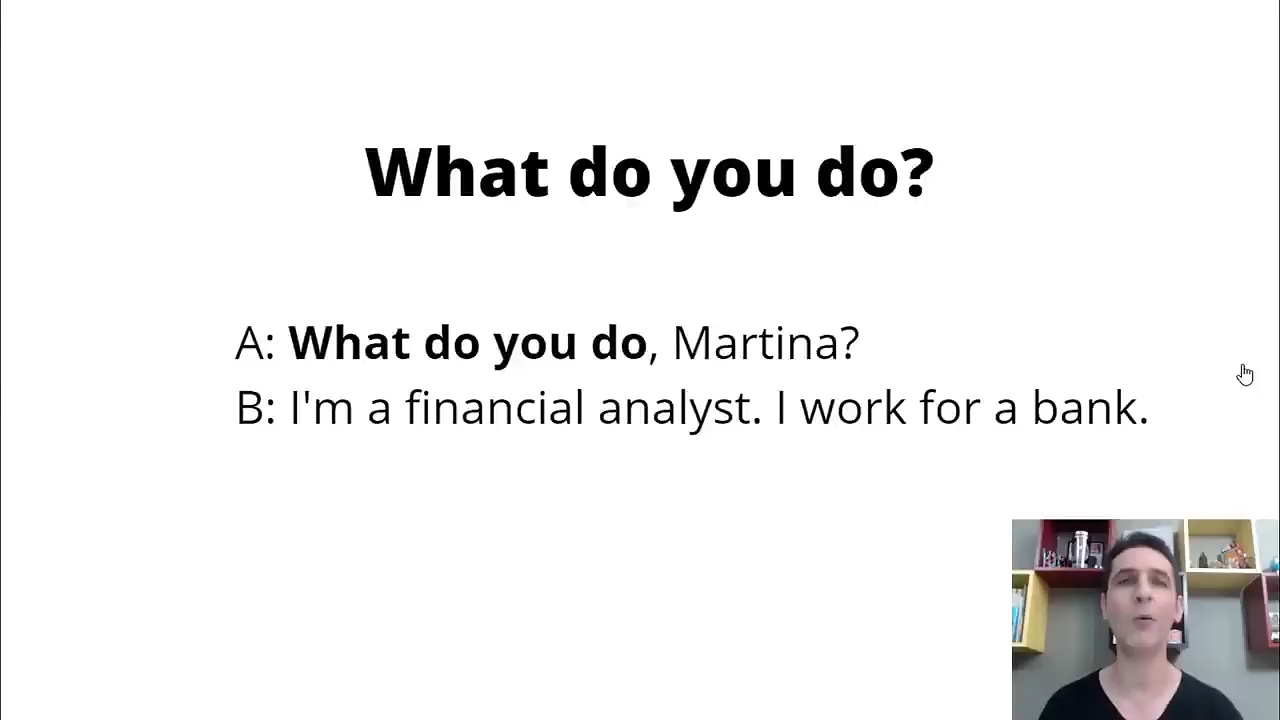 What do you do?
A: What do you do, Martina?
B: I'm a financial analyst. I work for a bank.